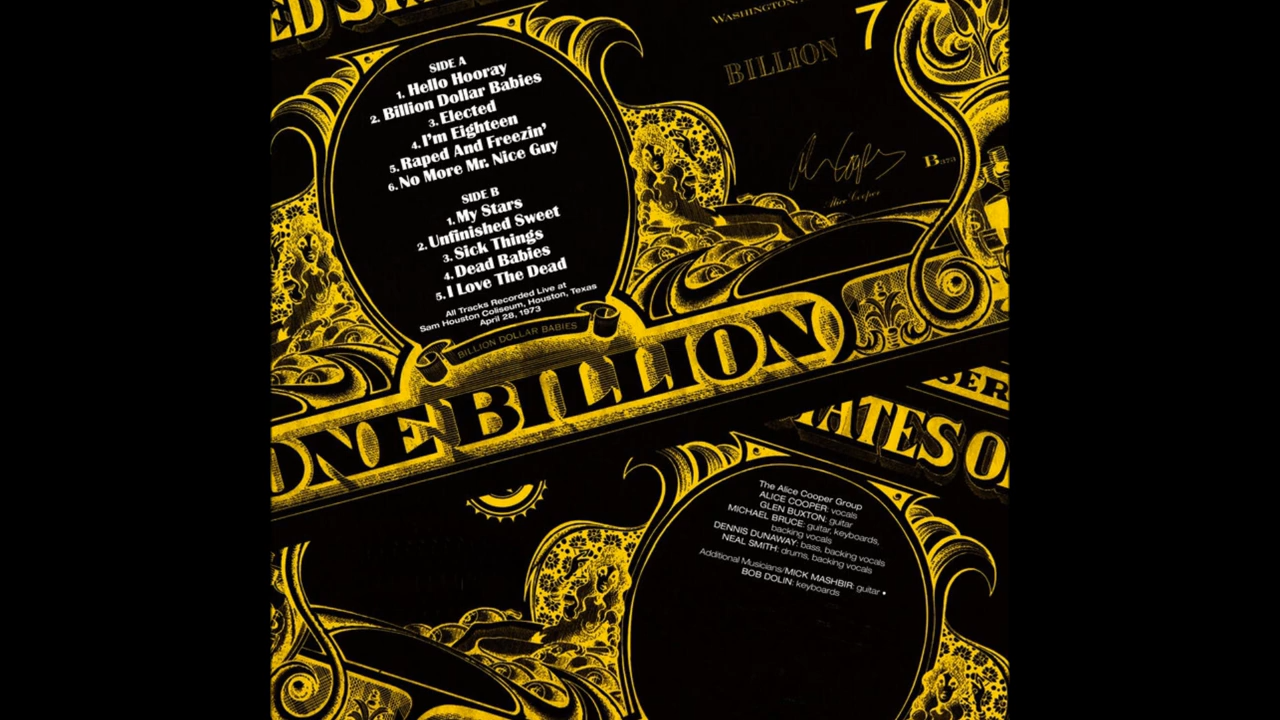 ED STA
WASHINGTON,
7
BILLION
SIDE A
1. Hello Hooray
2. Billion Dollar Babies
3. Elected
4. I'm Eighteen
5. Raped And Freezin'
6. No More Mr. Nice Guy
SIDE B
1. My Stars
2. Unfinished Sweet
3. Sick Things
4. Dead Babies
5. I Love The Dead
All Tracks Recorded Live at
Sam Houston Coliseum, Houston, Texas
April 28, 1973
Alice Cooper
BILLION DOLLAR BABIES
ONE BILLION
SER
TATES O
The Alice Cooper Group
ALICE COOPER: vocals
GLEN BUXTON: guitar
MICHAEL BRUCE: guitar, keyboards,
backing vocals
DENNIS DUNAWAY: bass, backing vocals
NEAL SMITH: drums, backing vocals
Additional Musicians/MICK MASHBIR: guitar •
BOB DOLIN: keyboards